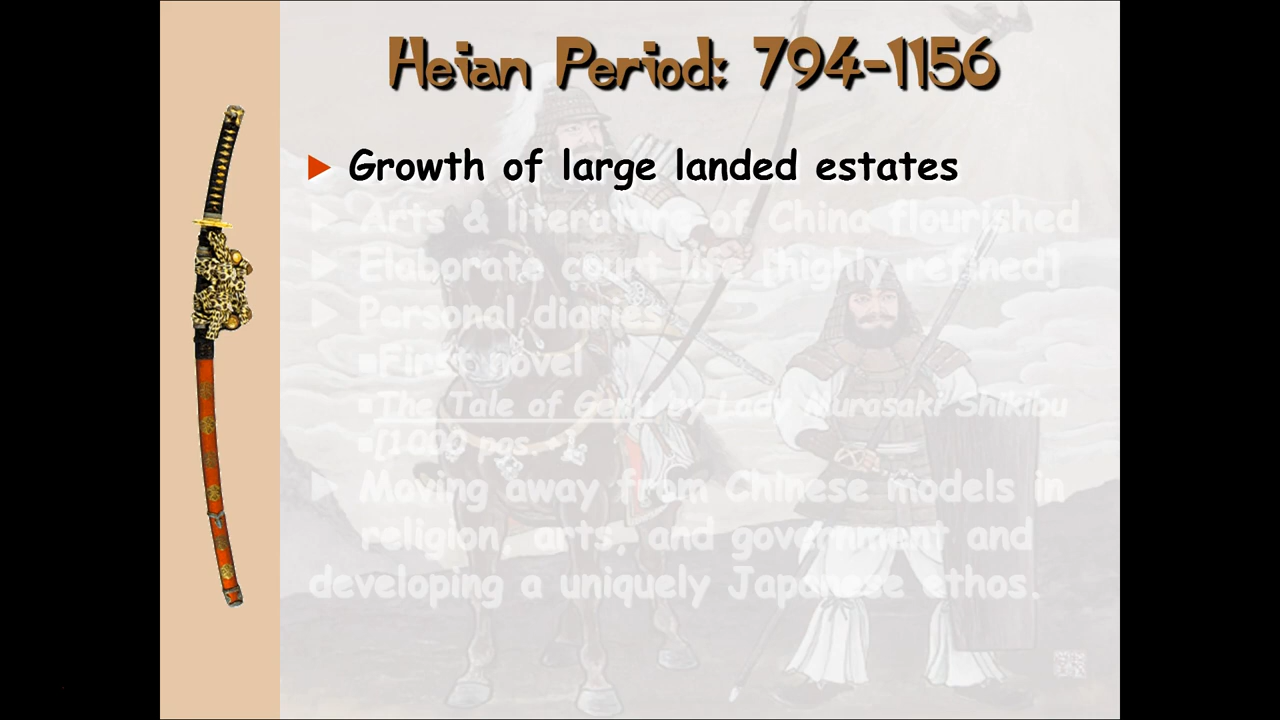 Heian Period: 794-1156
► Growth of large landed estates
► Arts & literature of China flourished
► Elaborate court life [highly refined]
► Personal diaries
▪First novel
▪The Tale of Genji by Lady Murasaki Shikibu
▪[1000 pgs.+]
► Moving away from Chinese models in
religion, arts, and government and
developing a uniquely Japanese ethos.